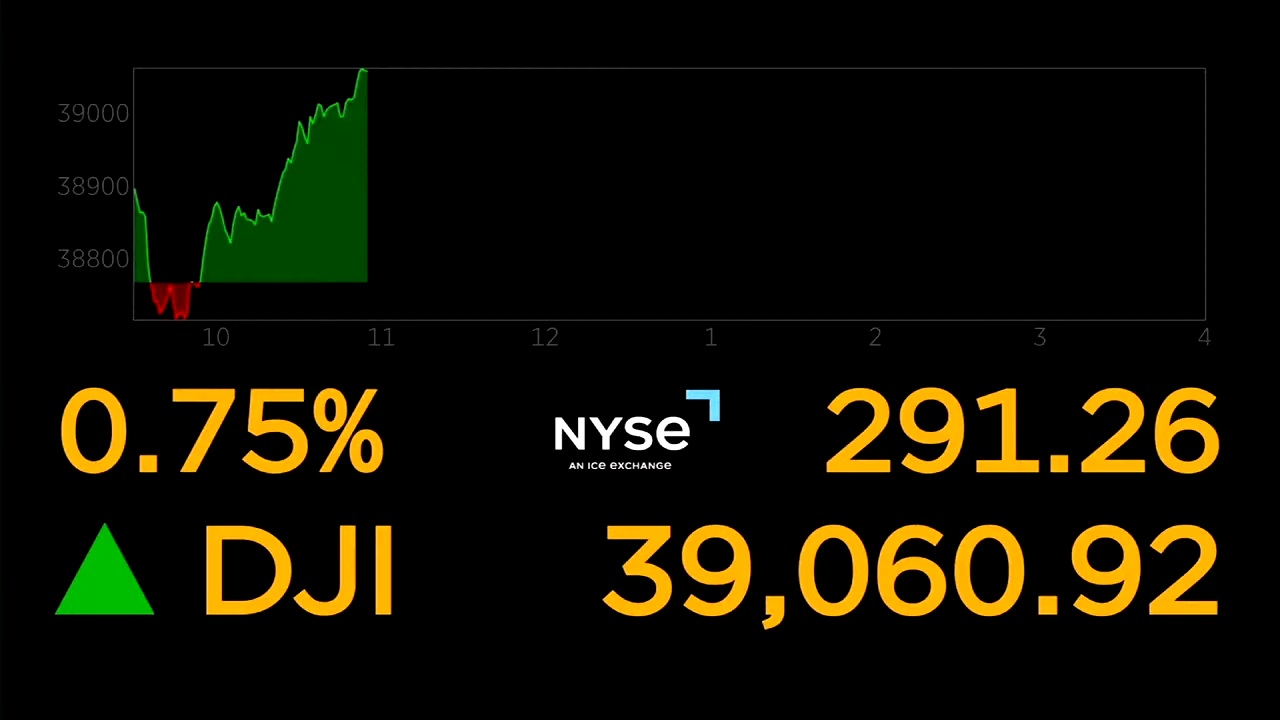 39000
38900
38800
10 11 12 1 2 3 4
0.75% NYSE 291.26
AN ICE EXCHANGE
DJI 39,060.92